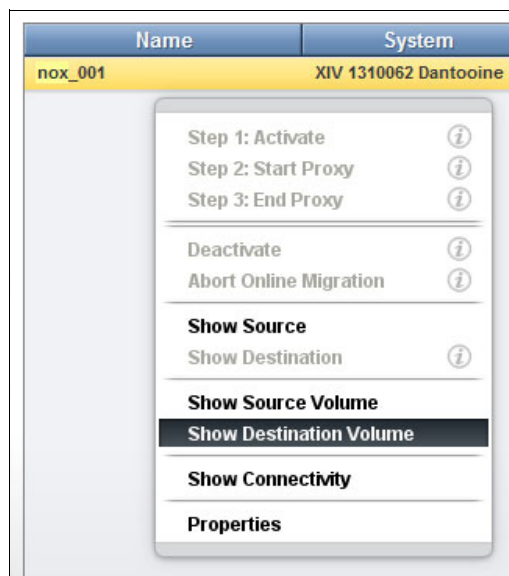 Name System
nox_001 XIV 1310062 Dantooine
Step 1: Activate
Step 2: Start Proxy
Step 3: End Proxy
Deactivate
Abort Online Migration
Show Source
Show Destination
Show Source Volume
Show Destination Volume
Show Connectivity
Properties